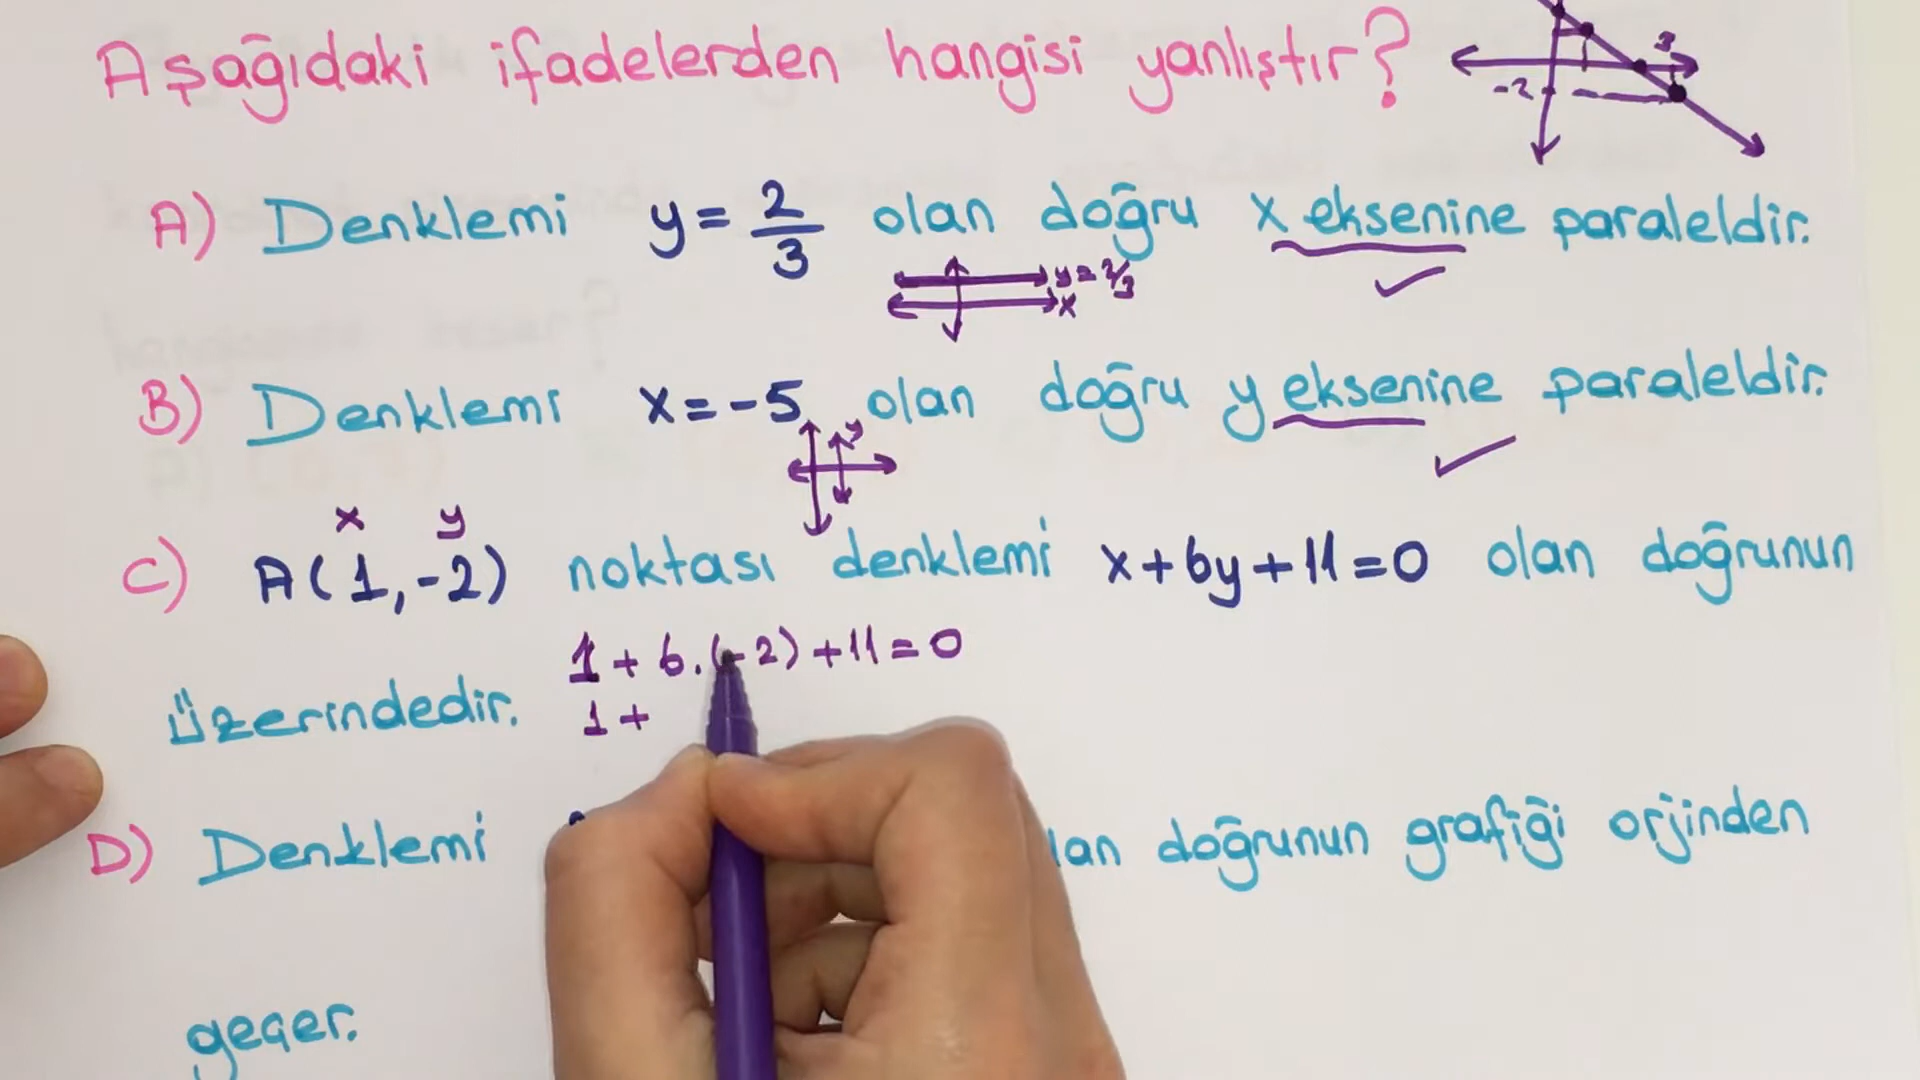 Aşağıdaki ifadelerden hangisi yanlıştır?
3
-2
A) Denklemi y = 2/3 olan doğru x eksenine paraleldir.
y = 2/3
x
B) Denklemi x = -5 olan doğru y eksenine paraleldir.
y
x y
C) A(1,-2) noktası denklemi x+6y+11=0 olan doğrunun
1 + 6.(-2) +11 = 0
üzerindedir. 1 +
D) Denklemi doğrunun grafiği orjinden
geçer.